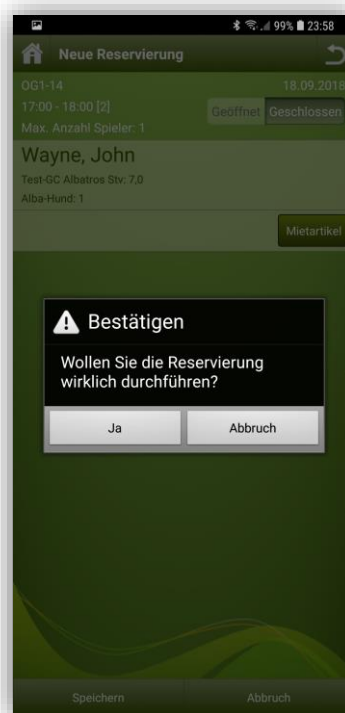 99% 23:58
Neue Reservierung
OG1-14 18.09.2018
17:00 - 18:00 [2] Geöffnet Geschlossen
Max. Anzahl Spieler: 1
Wayne, John
Test-GC Albatros Stv: 7,0
Alba-Hund: 1
Mietartikel
Bestätigen
Wollen Sie die Reservierung
wirklich durchführen?
Ja Abbruch
Speichern Abbruch